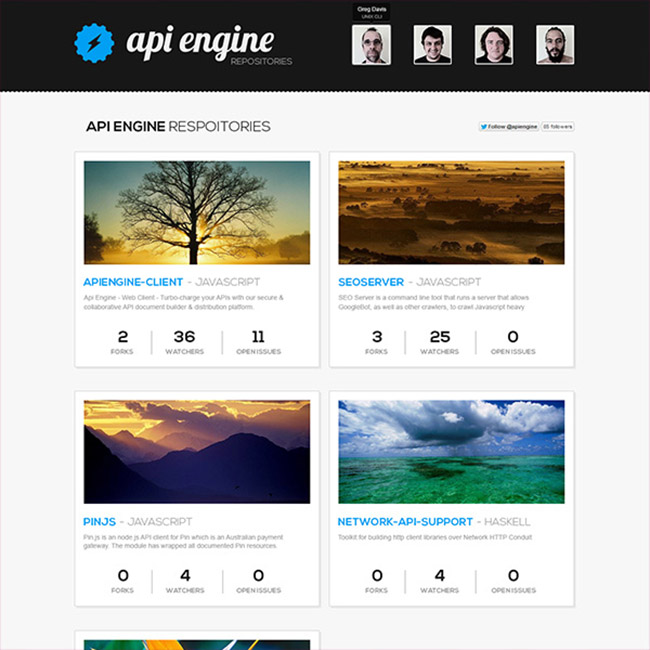 Greg Davis
UNIX CLI
api engine
REPOSITORIES
API ENGINE RESPOITORIES
Follow @apiengine
85 followers
APIENGINE-CLIENT - JAVASCRIPT
Api Engine - Web Client - Turbo-charge your APIs with our secure &
collaborative API document builder & distribution platform.
2 36 11
FORKS WATCHERS OPEN ISSUES
SEOSERVER - JAVASCRIPT
SEO Server is a command line tool that runs a server that allows
GoogleBot, as well as other crawlers, to crawl Javascript heavy
3 25 0
FORKS WATCHERS OPEN ISSUES
PINJS - JAVASCRIPT
Pin.js is an node.js API client for Pin which is an Australian payment
gateway. The module has wrapped all documented Pin resources.
0 4 0
FORKS WATCHERS OPEN ISSUES
NETWORK-API-SUPPORT - HASKELL
Toolkit for building http client libraries over Network HTTP Conduit
0 4 0
FORKS WATCHERS OPEN ISSUES